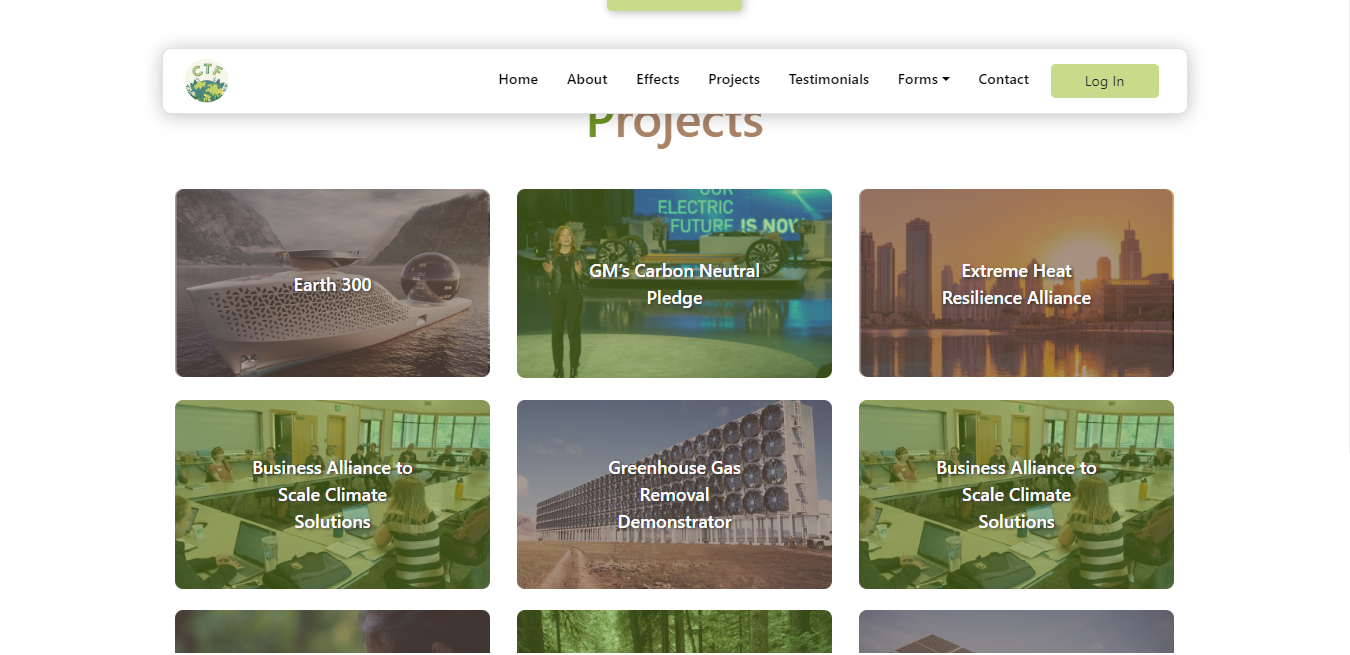 CTF
Home About Effects Projects Testimonials Forms Contact Log In
Projects
OUR
ELECTRIC
FUTURE IS NOW
Earth 300
GM’s Carbon Neutral
Pledge
Extreme Heat
Resilience Alliance
Business Alliance to
Scale Climate
Solutions
Greenhouse Gas
Removal
Demonstrator
Business Alliance to
Scale Climate
Solutions